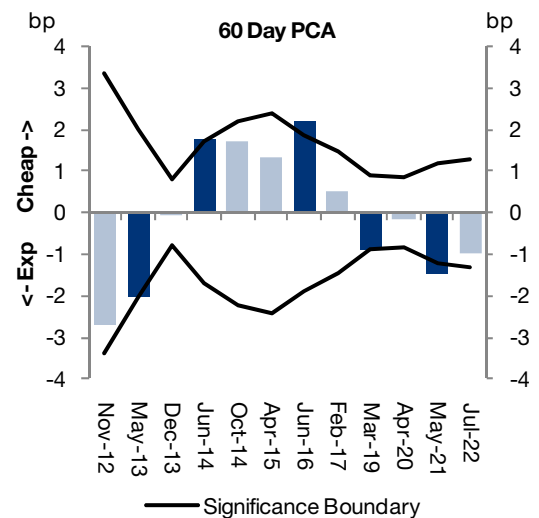 bp
60 Day PCA
bp
4
3
2
1
0
-1
-2
-3
-4
<- Exp    Cheap ->
4
3
2
1
0
-1
-2
-3
-4
Nov-12
May-13
Dec-13
Jun-14
Oct-14
Apr-15
Jun-16
Feb-17
Mar-19
Apr-20
May-21
Jul-22
Significance Boundary